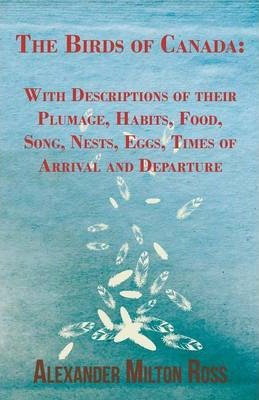 The Birds of Canada:
With Descriptions of their
Plumage, Habits, Food,
Song, Nests, Eggs, Times of
Arrival and Departure
Alexander Milton Ross